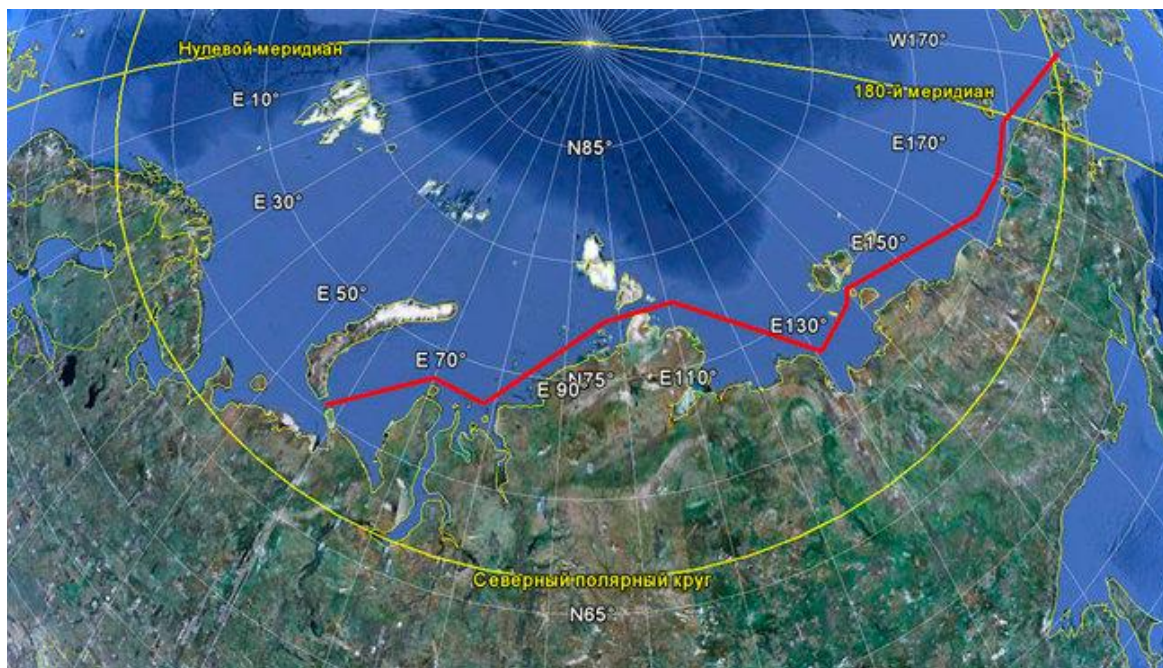 Нулевой меридиан
W170°
180-й меридиан
E 10°
E170°
N85°
E 30°
E150°
E 50°
E130°
E 70°
N75°
E 90
E110°
Северный полярный круг
N65°